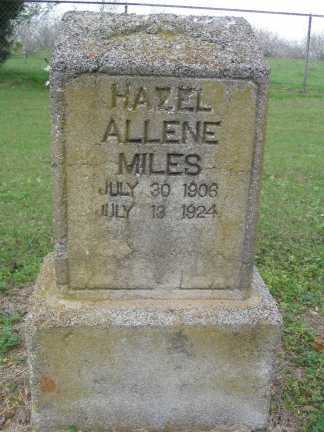 HAZEL
ALLENE
MILES
JULY 30 1906
JULY 13 1924